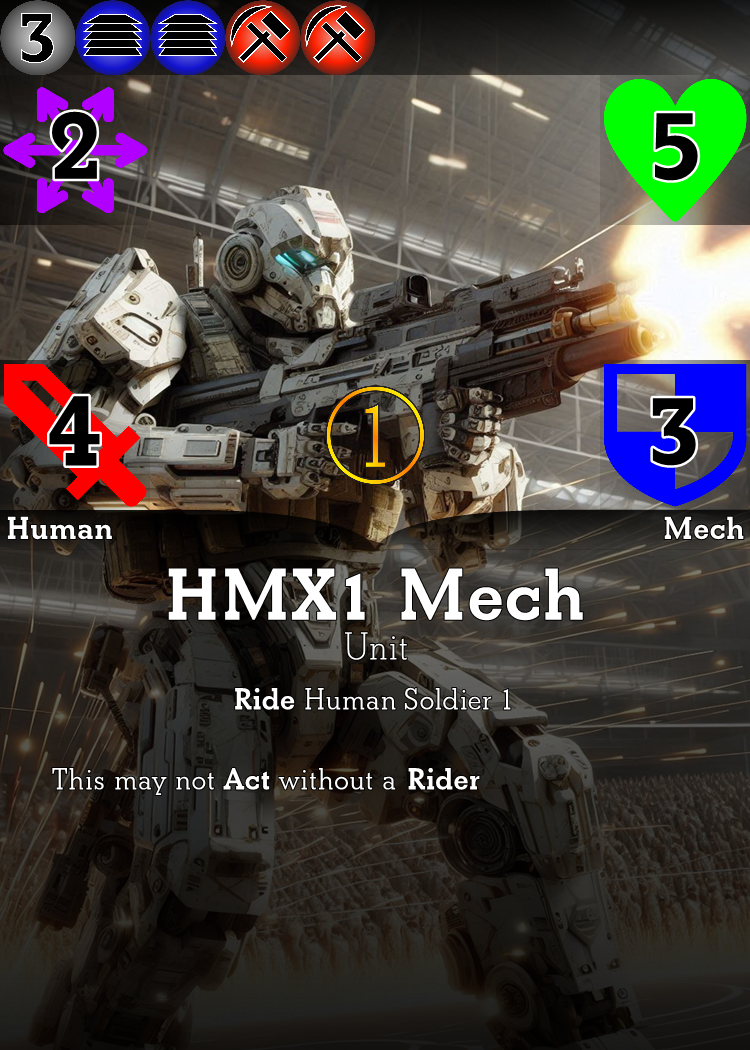 3
2
5
4
1
3
Human
Mech
HMX1 Mech
Unit
Ride Human Soldier 1
This may not Act without a Rider